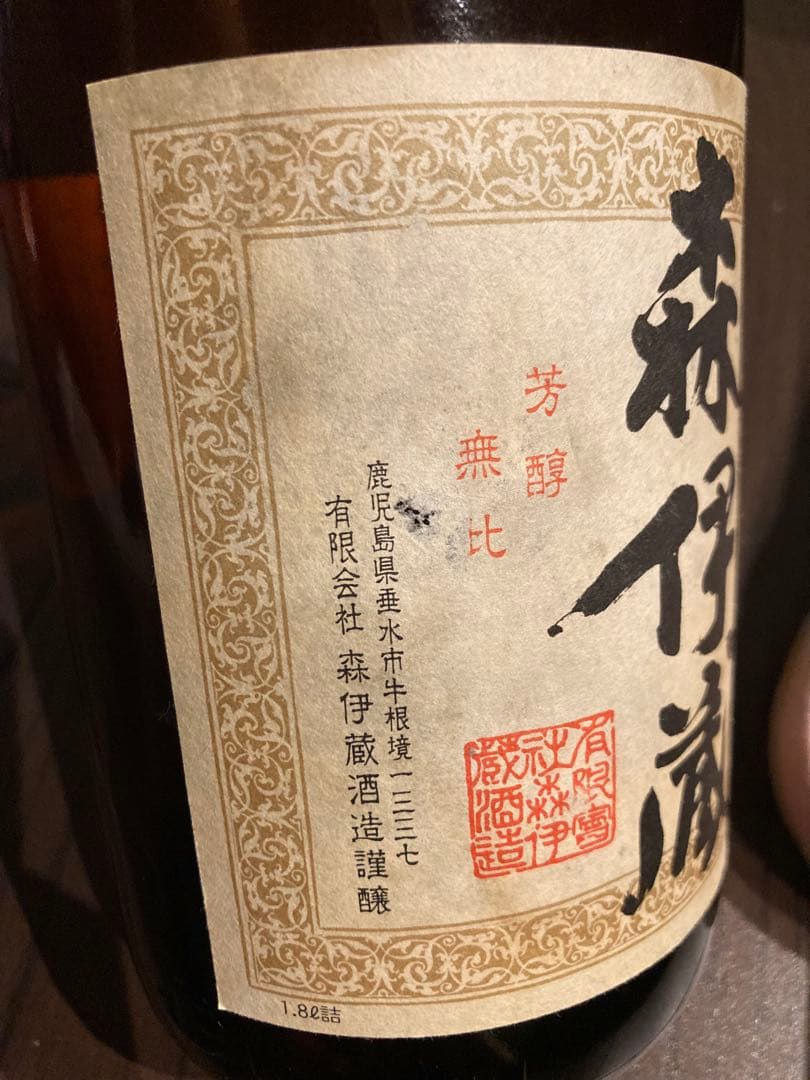 森伊蔵
芳醇
無比
鹿児島県垂水市牛根境一二三七
有限会社 森伊蔵酒造謹醸
有限会
社森伊
蔵酒造
1.8ℓ詰